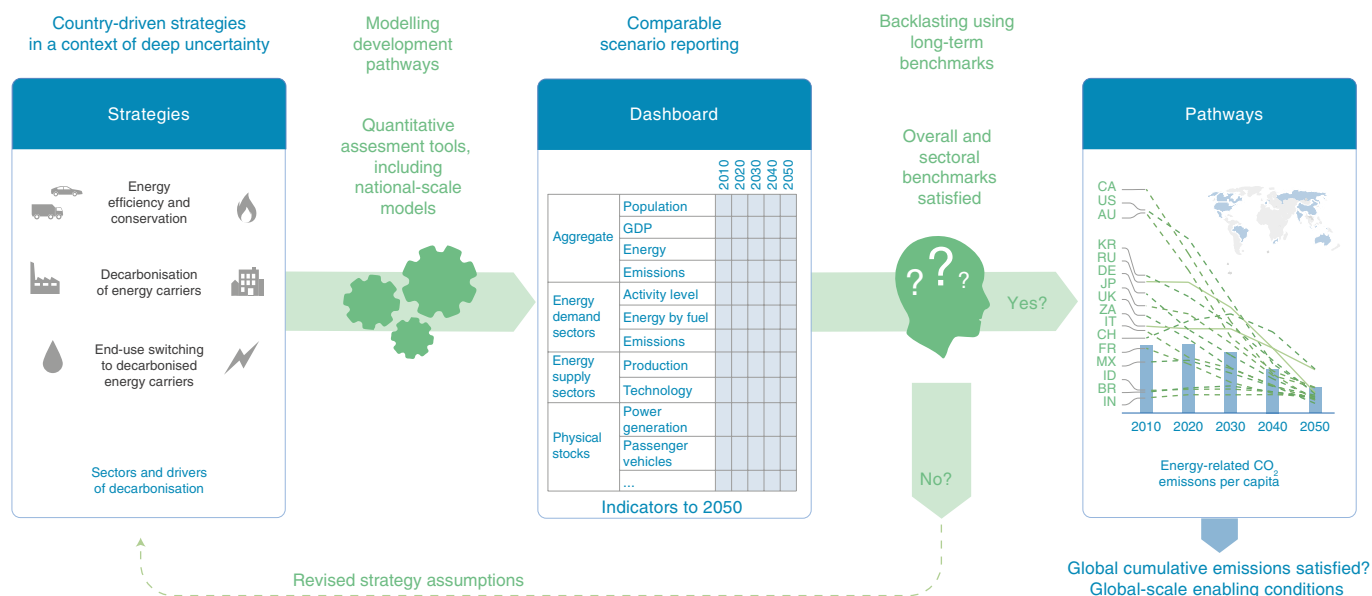 Country-driven strategies
in a context of deep uncertainty
Strategies
Energy
efficiency and
conservation
Decarbonisation
of energy carriers
End-use switching
to decarbonised
energy carriers
Sectors and drivers
of decarbonisation
Modelling
development
pathways
Quantitative
assesment tools,
including
national-scale
models
Comparable
scenario reporting
Dashboard
2010 2020 2030 2040 2050
Aggregate
Population
GDP
Energy
Emissions
Energy
demand
sectors
Activity level
Energy by fuel
Emissions
Energy
supply
sectors
Production
Technology
Physical
stocks
Power
generation
Passenger
vehicles
...
Indicators to 2050
Backlasting using
long-term
benchmarks
Overall and
sectoral
benchmarks
satisfied
? ? ?
Yes?
No?
Revised strategy assumptions
Pathways
CA
US
AU
KR
RU
DE
JP
UK
ZA
IT
CH
FR
MX
ID
BR
IN
2010 2020 2030 2040 2050
Energy-related CO2
emissons per capita
Global cumulative emissions satisfied?
Global-scale enabling conditions